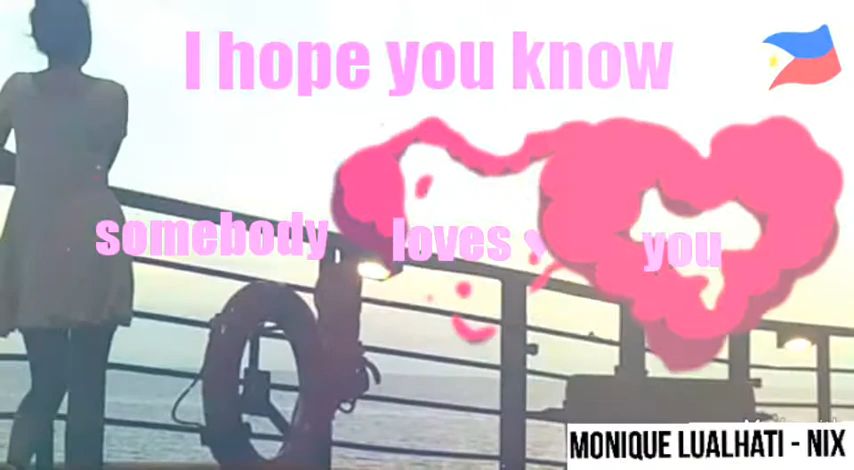 I hope you know
somebody loves you
MONIQUE LUALHATI - NIX